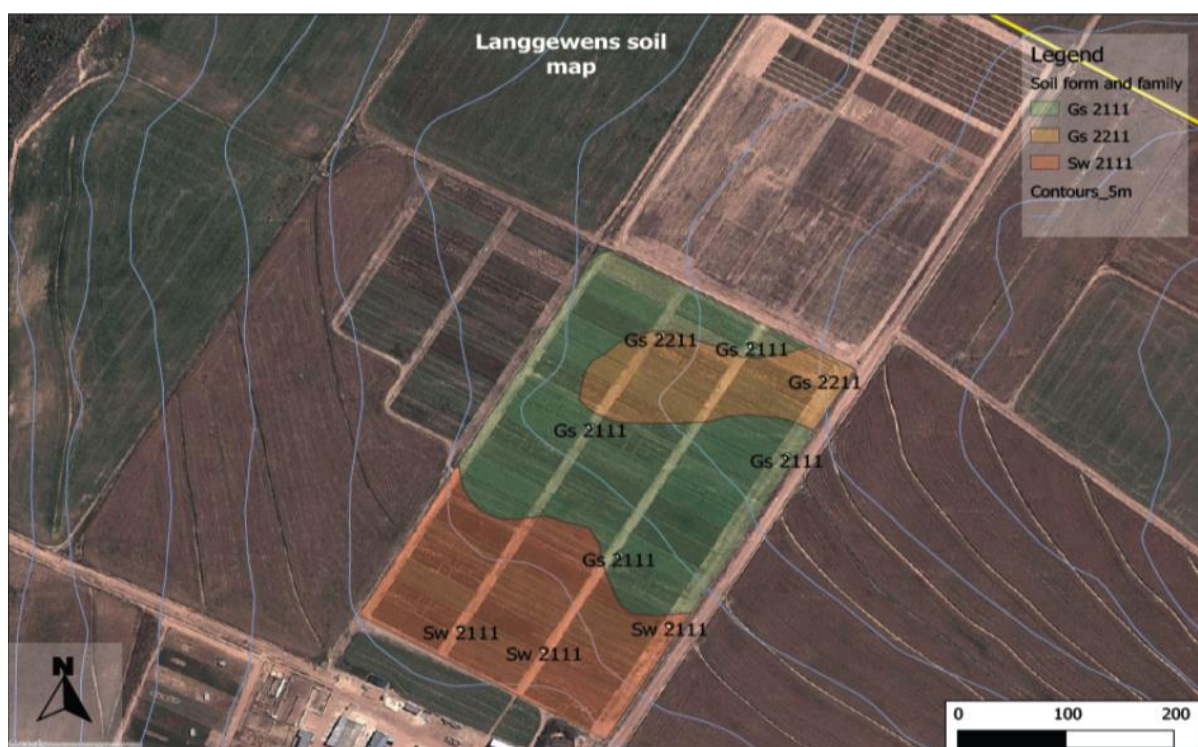 Langgewens soil
map
Legend
Soil form and family
Gs 2111
Gs 2211
Sw 2111
Contours_5m
Gs 2211
Gs 2111
Gs 2211
Gs 2111
Gs 2111
Gs 2111
Sw 2111
Sw 2111
Sw 2111
N
0 100 200